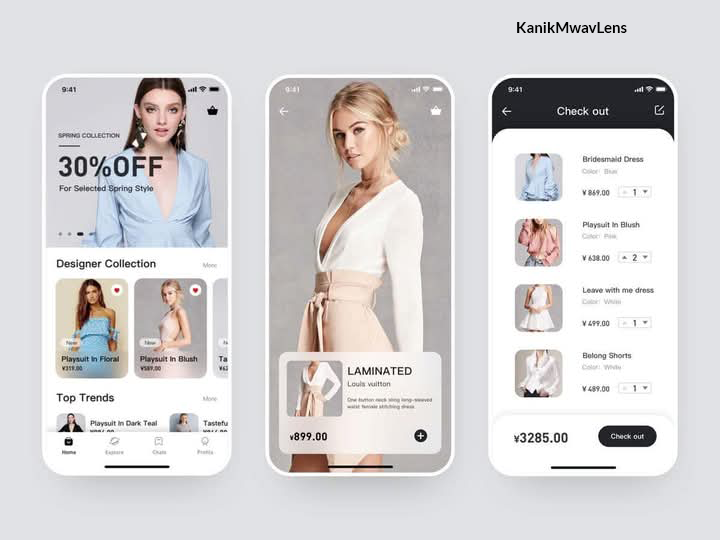 KanikMwavLens
9:41
SPRING COLLECTION
30%OFF
For Selected Spring Style
Designer Collection
More
New
Playsuit In Floral
¥319.00
New
Playsuit In Blush
¥589.00
Ta
Top Trends
More
Playsuit In Dark Teal
Tasteful
Home
Explore
Chats
Profits
9:41
LAMINATED
Louis vuitton
One button neck sling long-sleeved
waist female stitching dress.
¥899.00
9:41
Check out
Bridesmaid Dress
Color: Blue
¥ 869.00
1
Playsuit In Blush
Color: Pink
¥ 638.00
2
Leave with me dress
Color: White
¥ 499.00
1
Belong Shorts
Color: White
¥ 489.00
1
¥3285.00
Check out